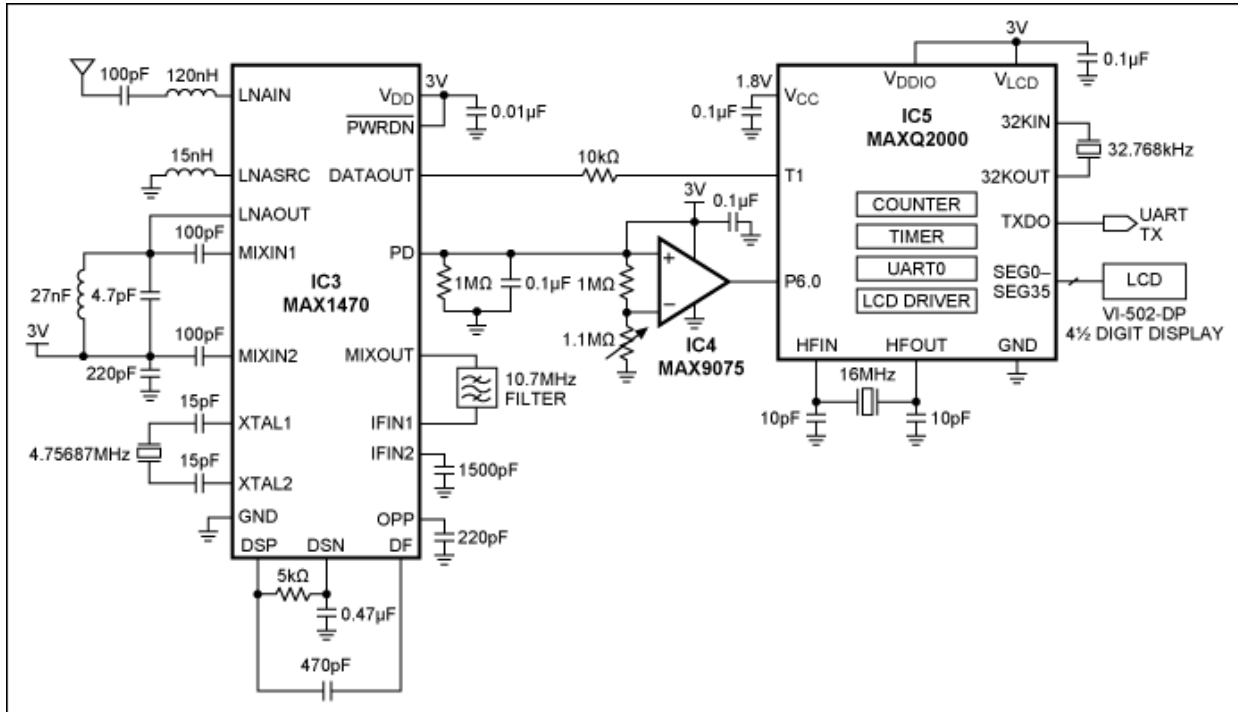 100pF
120nH
LNAIN
15nH
LNASRC
LNAOUT
100pF
MIXIN1
27nF
4.7pF
3V
100pF
MIXIN2
220pF
15pF
XTAL1
4.75687MHz
15pF
XTAL2
GND
DSP
DSN
DF
5kΩ
0.47µF
470pF
IC3
MAX1470
VDD
3V
PWRDN
0.01µF
DATAOUT
10kΩ
PD
1MΩ
0.1µF
1MΩ
1.1MΩ
3V
0.1µF
+
−
IC4
MAX9075
MIXOUT
10.7MHz
FILTER
IFIN1
IFIN2
1500pF
OPP
220pF
3V
0.1µF
1.8V
0.1µF
VCC
VDDIO
VLCD
IC5
MAXQ2000
32KIN
32.768kHz
32KOUT
T1
COUNTER
TIMER
UART0
LCD DRIVER
TXDO
UART
TX
P6.0
SEG0–
SEG35
LCD
VI-502-DP
4½ DIGIT DISPLAY
HFIN
HFOUT
GND
16MHz
10pF
10pF